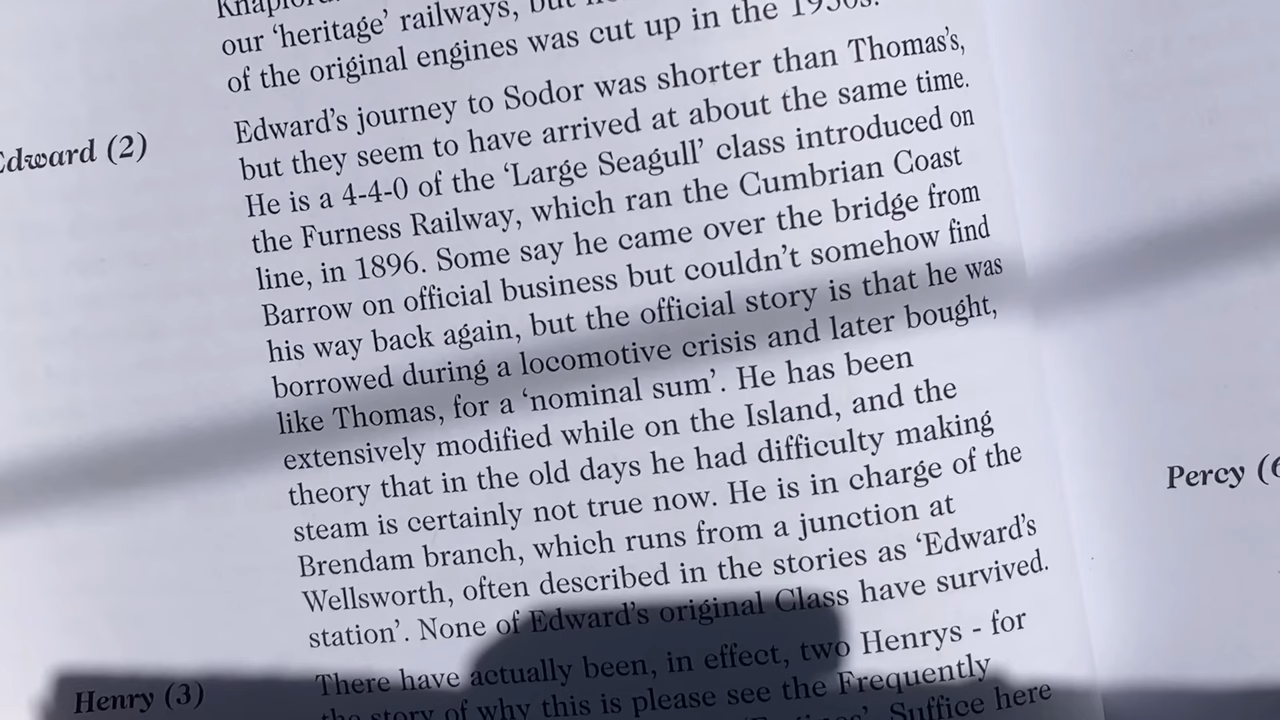 our 'heritage' railways, but
of the original engines was cut up in the 1950s.
Edward (2)
Edward's journey to Sodor was shorter than Thomas's,
but they seem to have arrived at about the same time.
He is a 4-4-0 of the 'Large Seagull' class introduced on
the Furness Railway, which ran the Cumbrian Coast
line, in 1896. Some say he came over the bridge from
Barrow on official business but couldn't somehow find
his way back again, but the official story is that he was
borrowed during a locomotive crisis and later bought,
like Thomas, for a 'nominal sum'. He has been
extensively modified while on the Island, and the
theory that in the old days he had difficulty making
steam is certainly not true now. He is in charge of the
Brendam branch, which runs from a junction at
Wellsworth, often described in the stories as 'Edward's
station'. None of Edward's original Class have survived.
Henry (3)
There have actually been, in effect, two Henrys - for
the story of why this is please see the Frequently
Suffice here
Percy (6